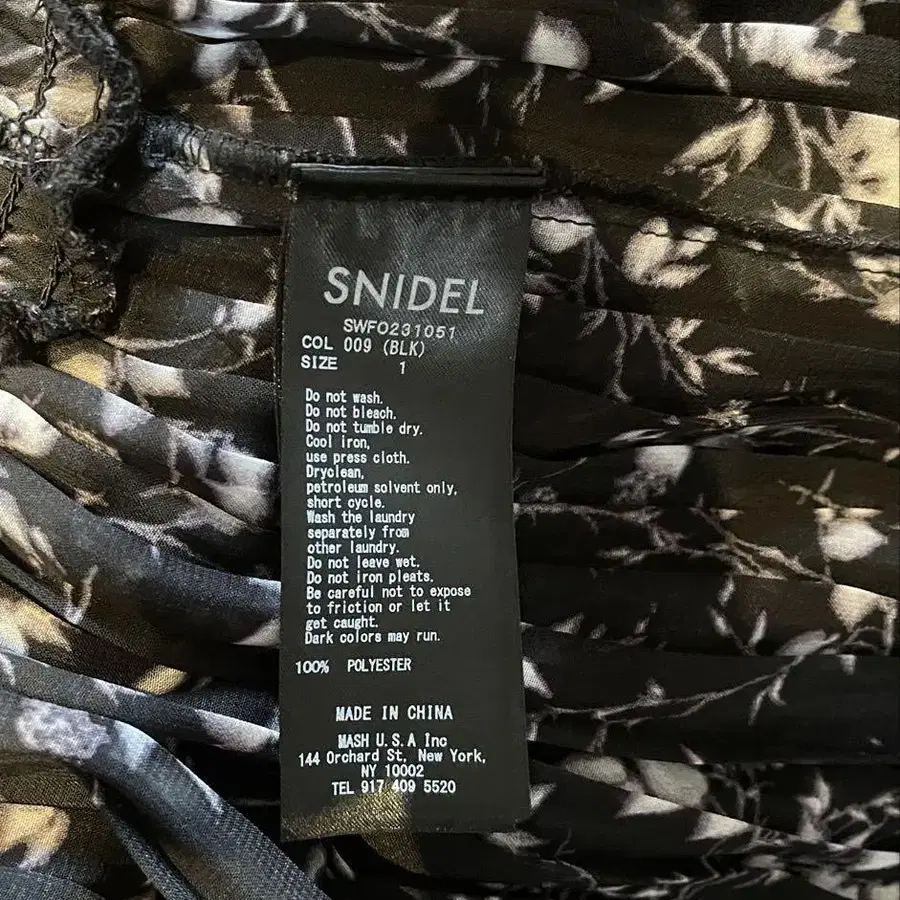 SNIDEL
SWFO231051
COL 009 (BLK)
SIZE 1
Do not wash.
Do not bleach.
Do not tumble dry.
Cool iron,
use press cloth.
Dryclean,
petroleum solvent only,
short cycle.
Wash the laundry
separately from
other laundry.
Do not leave wet.
Do not iron pleats.
Be careful not to expose
to friction or let it
get caught.
Dark colors may run.
100% POLYESTER
MADE IN CHINA
MASH U.S.A Inc
144 Orchard St, New York,
NY 10002
TEL 917 409 5520